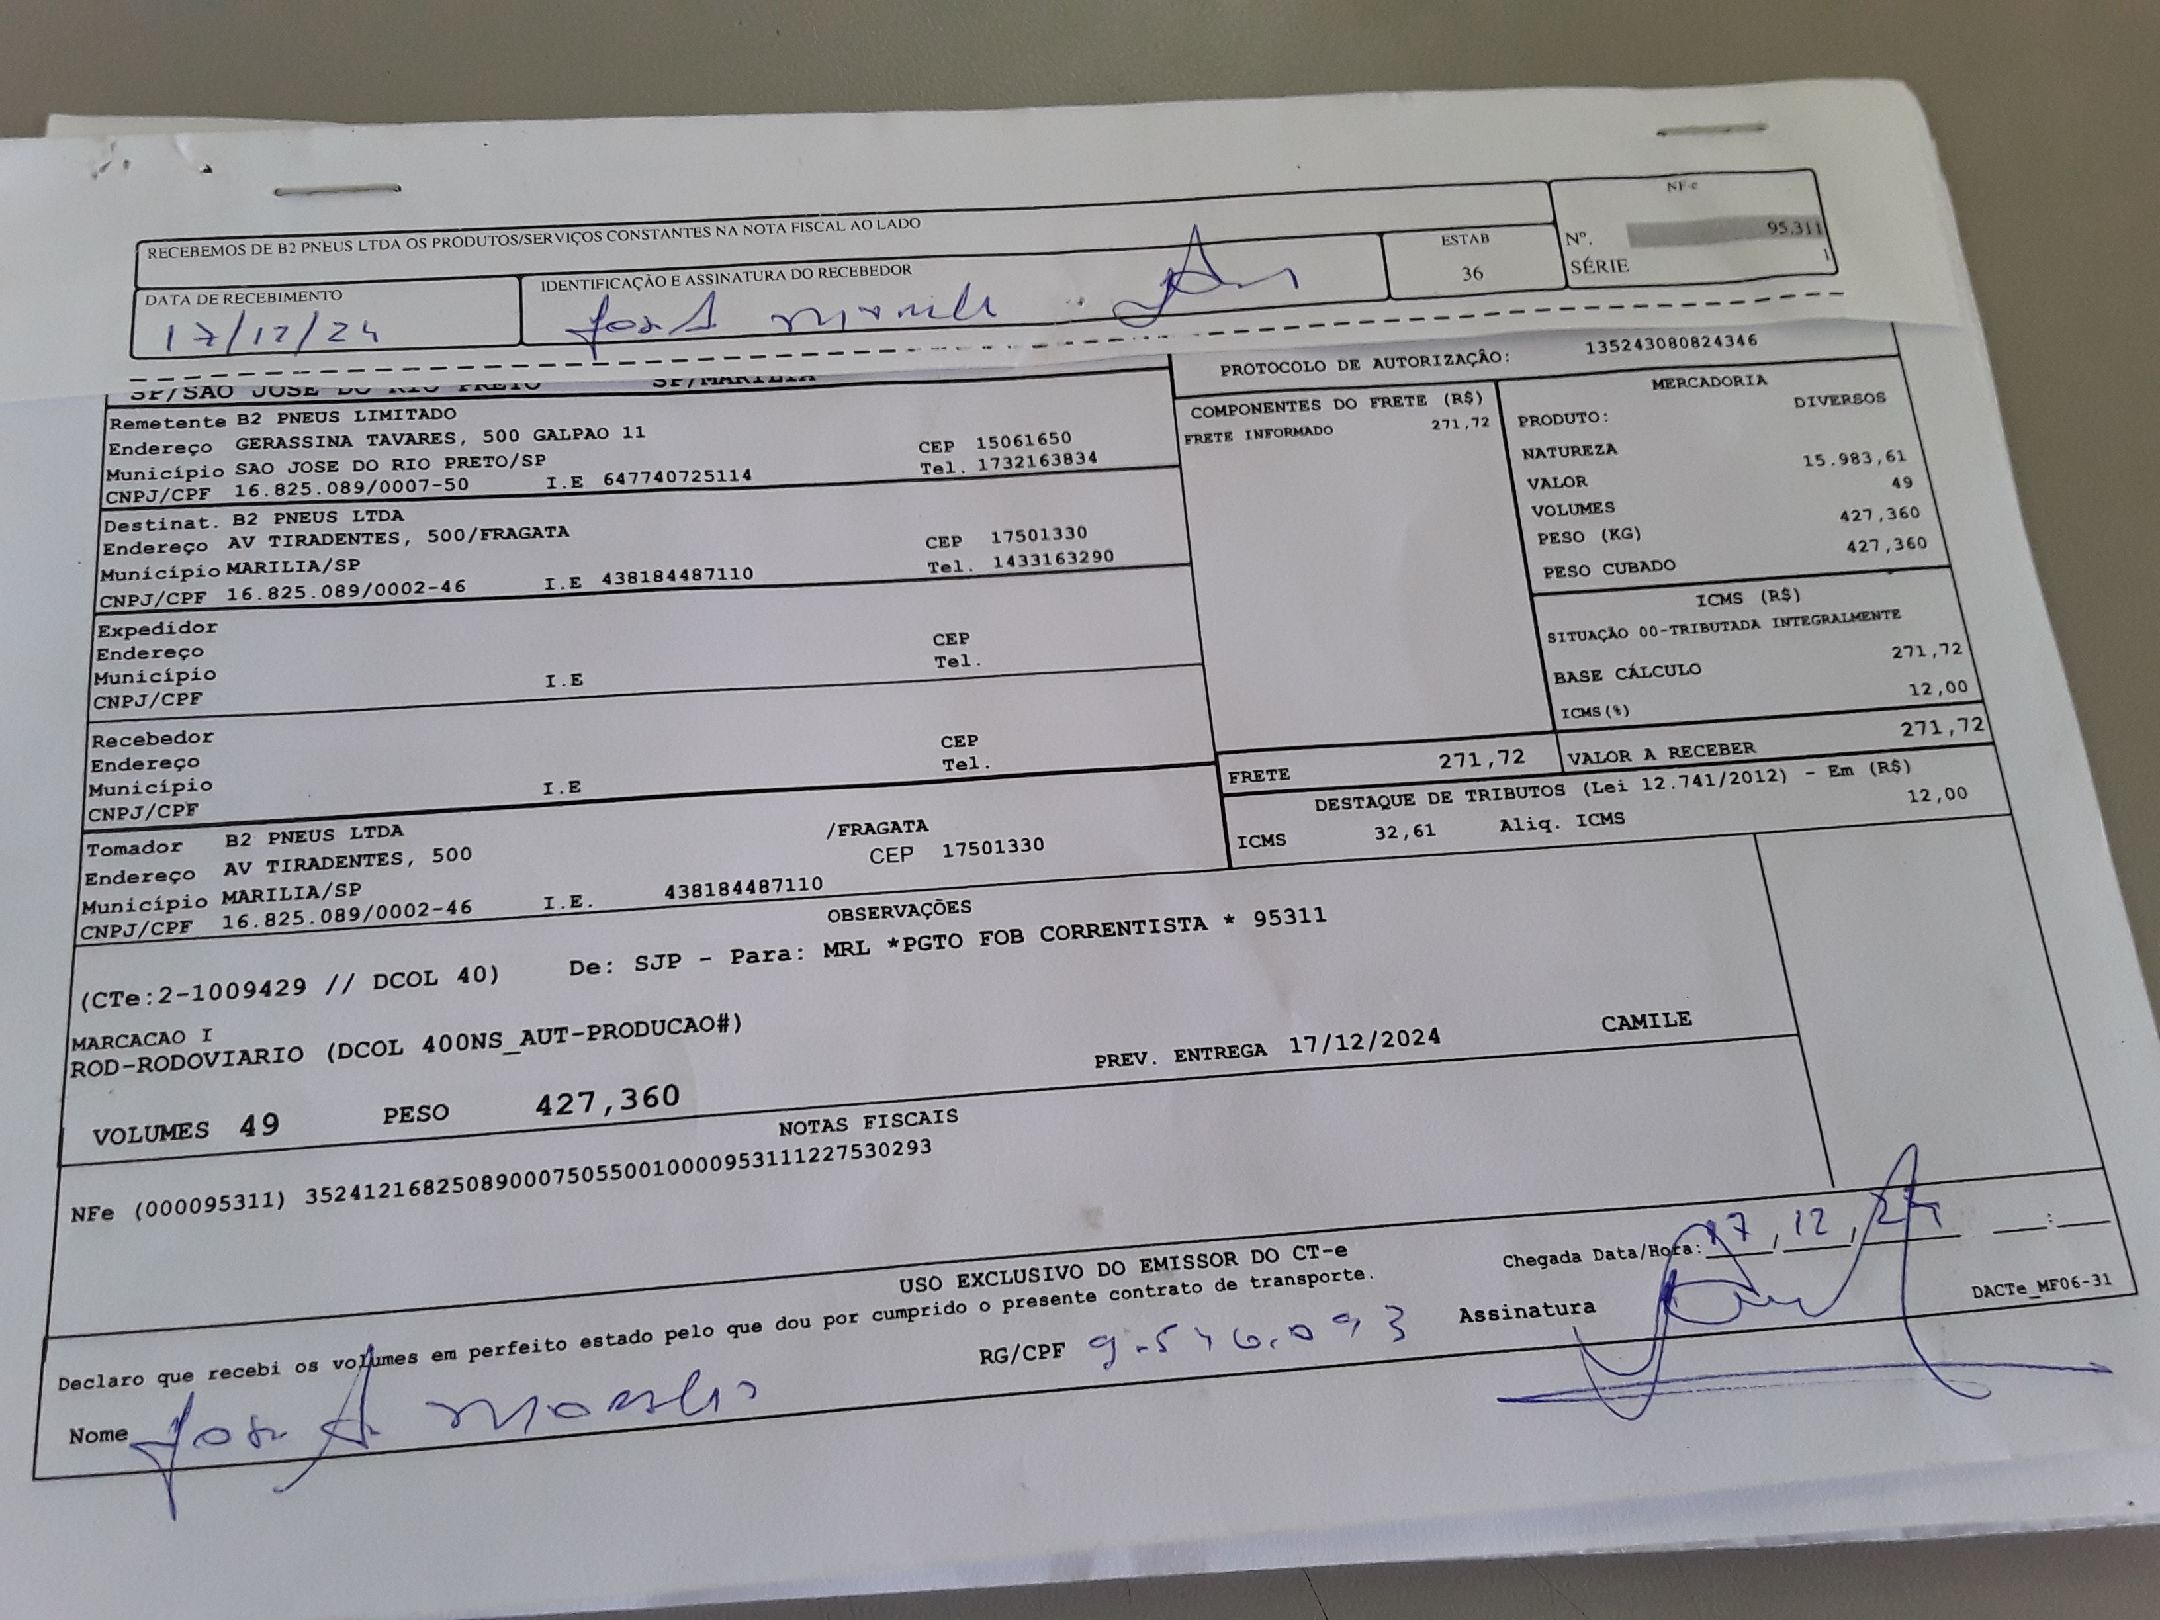 RECEBEMOS DE B2 PNEUS LTDA OS PRODUTOS/SERVIÇOS CONSTANTES NA NOTA FISCAL AO LADO
NF-e
Nº. 95.311
SÉRIE 1
DATA DE RECEBIMENTO
17/12/24
IDENTIFICAÇÃO E ASSINATURA DO RECEBEDOR
ESTAB
36
SP/SAO JOSE DO RIO PRETO SP/MARILIA
PROTOCOLO DE AUTORIZAÇÃO: 135243080824346
Remetente B2 PNEUS LIMITADO
Endereço GERASSINA TAVARES, 500 GALPAO 11 CEP 15061650
Município SAO JOSE DO RIO PRETO/SP Tel. 1732163834
CNPJ/CPF 16.825.089/0007-50 I.E 647740725114
Destinat. B2 PNEUS LTDA
Endereço AV TIRADENTES, 500/FRAGATA CEP 17501330
Município MARILIA/SP Tel. 1433163290
CNPJ/CPF 16.825.089/0002-46 I.E 438184487110
Expedidor
Endereço CEP
Município Tel.
CNPJ/CPF I.E
Recebedor
Endereço CEP
Município Tel.
CNPJ/CPF I.E
Tomador B2 PNEUS LTDA
Endereço AV TIRADENTES, 500 /FRAGATA
Município MARILIA/SP CEP 17501330
CNPJ/CPF 16.825.089/0002-46 I.E. 438184487110
COMPONENTES DO FRETE (R$)
FRETE INFORMADO 271,72
MERCADORIA
PRODUTO: DIVERSOS
NATUREZA
VALOR 15.983,61
VOLUMES 49
PESO (KG) 427,360
PESO CUBADO 427,360
ICMS (R$)
SITUAÇÃO 00-TRIBUTADA INTEGRALMENTE
BASE CÁLCULO 271,72
ICMS(%) 12,00
FRETE 271,72 VALOR A RECEBER 271,72
DESTAQUE DE TRIBUTOS (Lei 12.741/2012) - Em (R$)
ICMS 32,61 Aliq. ICMS 12,00
OBSERVAÇÕES
(CTe:2-1009429 // DCOL 40) De: SJP - Para: MRL *PGTO FOB CORRENTISTA * 95311
MARCACAO I
ROD-RODOVIARIO (DCOL 400NS_AUT-PRODUCAO#)
PREV. ENTREGA 17/12/2024 CAMILE
VOLUMES 49 PESO 427,360
NOTAS FISCAIS
NFe (000095311) 35241216825089000750550010000953111227530293
USO EXCLUSIVO DO EMISSOR DO CT-e
Chegada Data/Hora: 17, 12, 24 ___:___
Declaro que recebi os volumes em perfeito estado pelo que dou por cumprido o presente contrato de transporte.
DACTe_MF06-31
Nome
RG/CPF 9.546.093 Assinatura